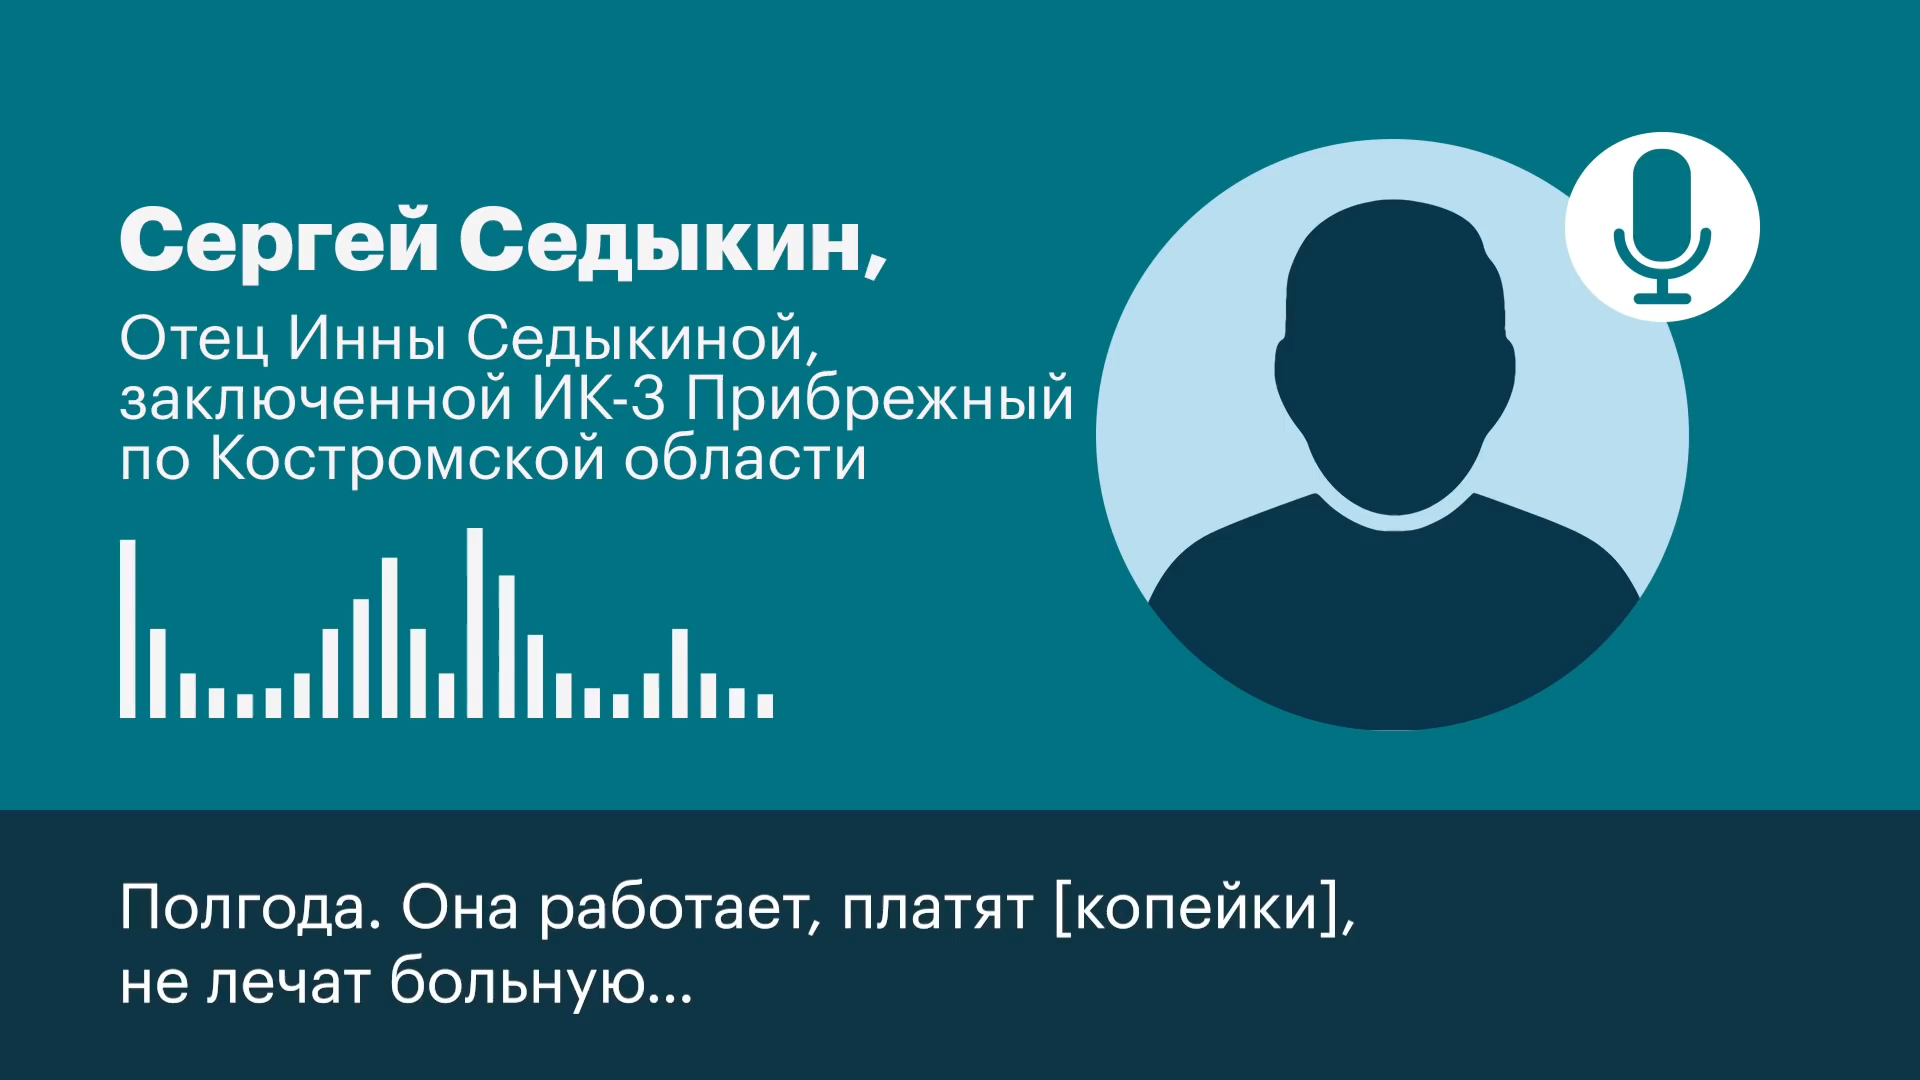 Сергей Седыкин,
Отец Инны Седыкиной,
заключенной ИК-3 Прибрежный
по Костромской области
Полгода. Она работает, платят [копейки],
не лечат больную...